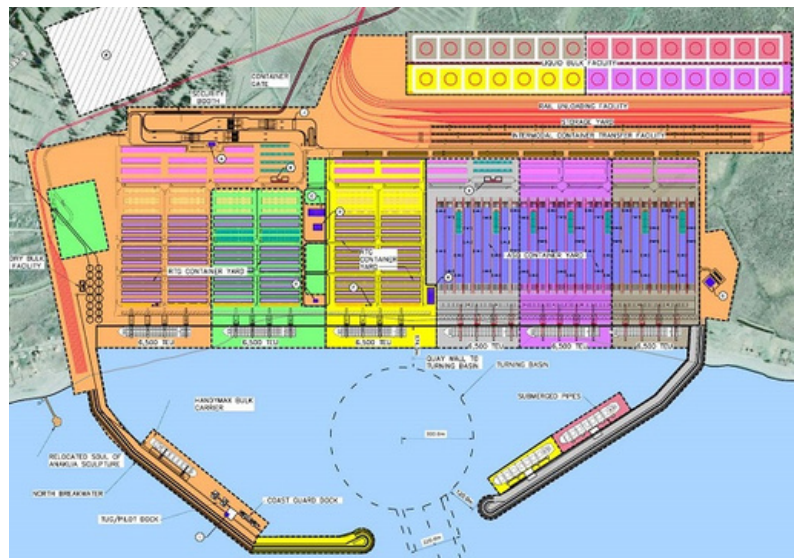 LIQUID BULK FACILITY
CONTAINER
GATE
SECURITY
BOOTH
RAIL UNLOADING FACILITY
STORAGE YARD
INTERMODAL CONTAINER TRANSFER FACILITY
DRY BULK
FACILITY
RTG CONTAINER YARD
RTG
CONTAINER
YARD
ASC CONTAINER YARD
6,500 TEU
6,500 TEU
6,500 TEU
6,500 TEU
6,500 TEU
6,500 TEU
QUAY WALL TO
TURNING BASIN
TURNING BASIN
HANDYMAX BULK
CARRIER
SUBMERGED PIPES
RELOCATED SOUL OF
ANAKLIA SCULPTURE
NORTH BREAKWATER
COAST GUARD DOCK
TUG/PILOT DOCK